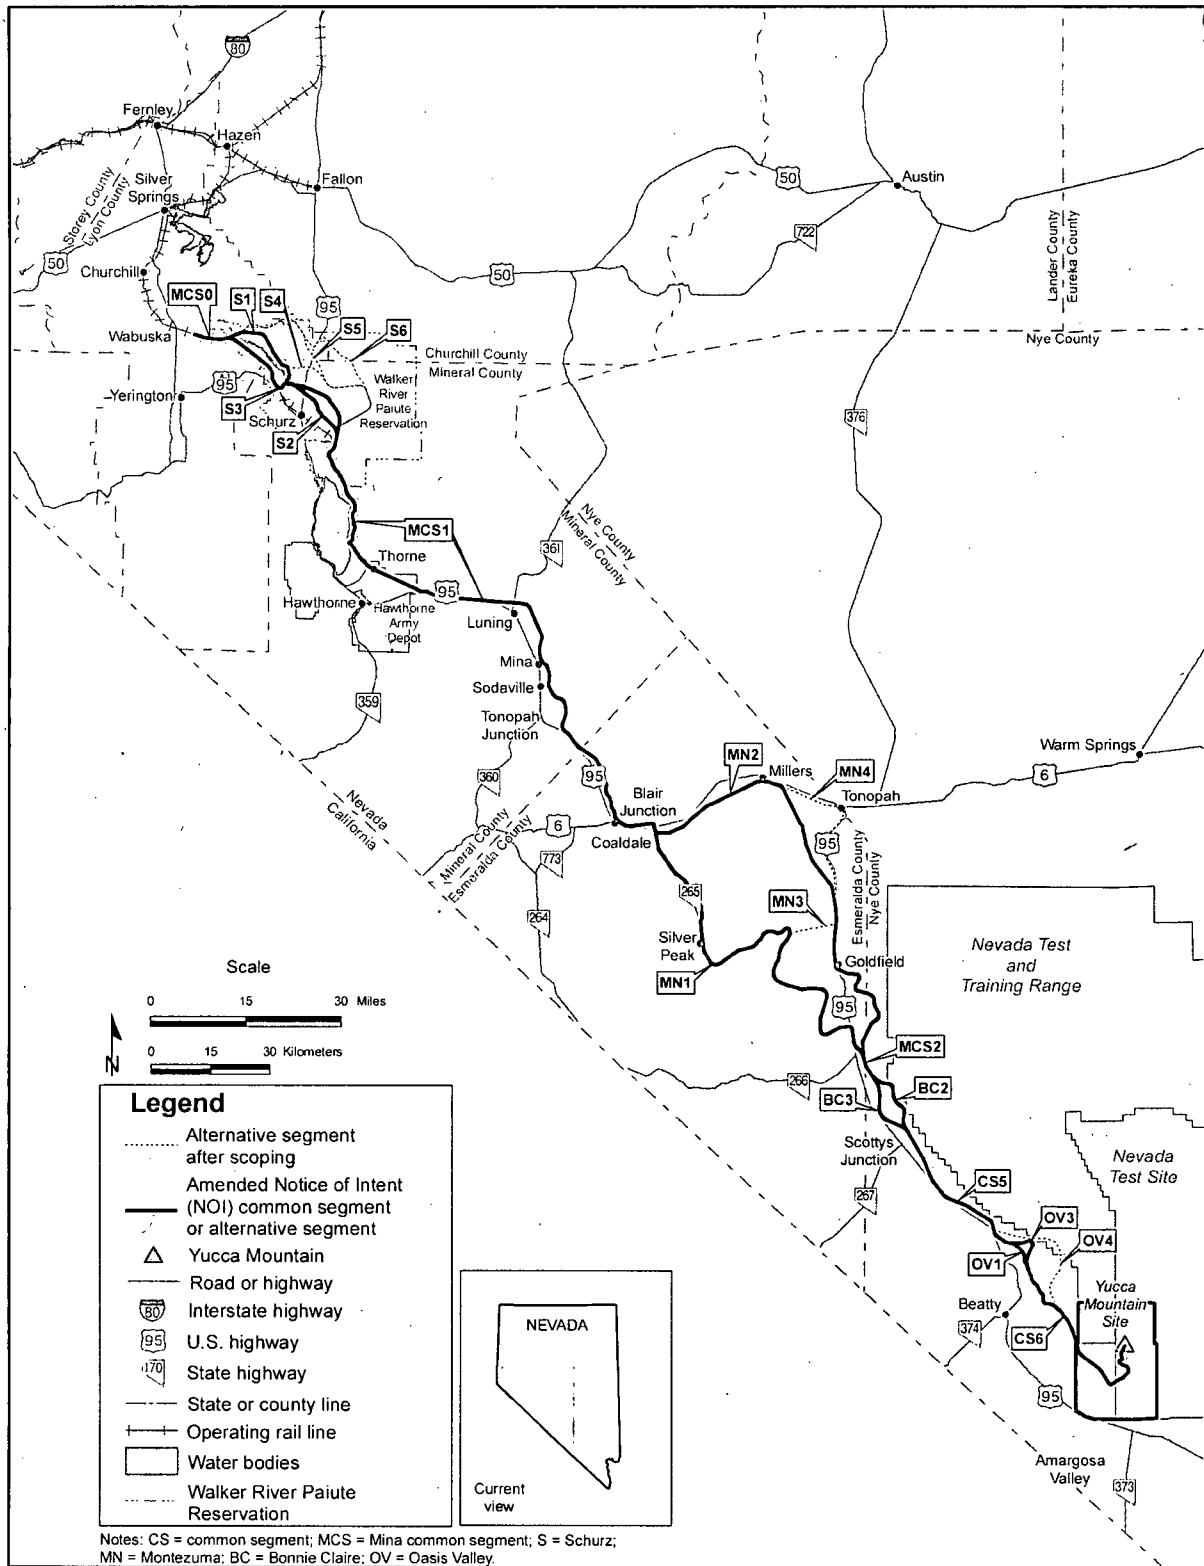 80
Fernley
Hazen
Silver
Springs
Fallon
Storey County
Lyon County
50
Churchill
50
Austin
722
50
Lander County
Eureka County
MCS0
S1
S4
95
S5
S6
Wabuska
Churchill County
Mineral County
Nye County
Walker
River
Paiute
Reservation
95
Yerington
S3
Schurz
S2
376
MCS1
Nye County
Mineral County
361
Thorne
95
Hawthorne
Hawthorne
Army
Depot
Luning
Mina
Sodaville
359
Tonopah
Junction
Warm Springs
6
MN2
Millers
MN4
Tonopah
95
360
Blair
Junction
Nevada
California
6
Coaldale
Mineral County
Esmeralda County
773
95
264
265
MN3
Esmeralda County
Nye County
Silver
Peak
MN1
Goldfield
Nevada Test
and
Training Range
95
Scale
0 15 30 Miles
0 15 30 Kilometers
N
MCS2
266
BC3
BC2
Scottys
Junction
Nevada
Test Site
CS5
267
OV3
OV4
OV1
Yucca
Mountain
Site
Beatty
374
CS6
95
Amargosa
Valley
373
Legend
Alternative segment
after scoping
Amended Notice of Intent
(NOI) common segment
or alternative segment
Yucca Mountain
Road or highway
80 Interstate highway
95 U.S. highway
170 State highway
State or county line
Operating rail line
Water bodies
Walker River Paiute
Reservation
NEVADA
Current
view
Notes: CS = common segment; MCS = Mina common segment; S = Schurz;
MN = Montezuma; BC = Bonnie Claire; OV = Oasis Valley.